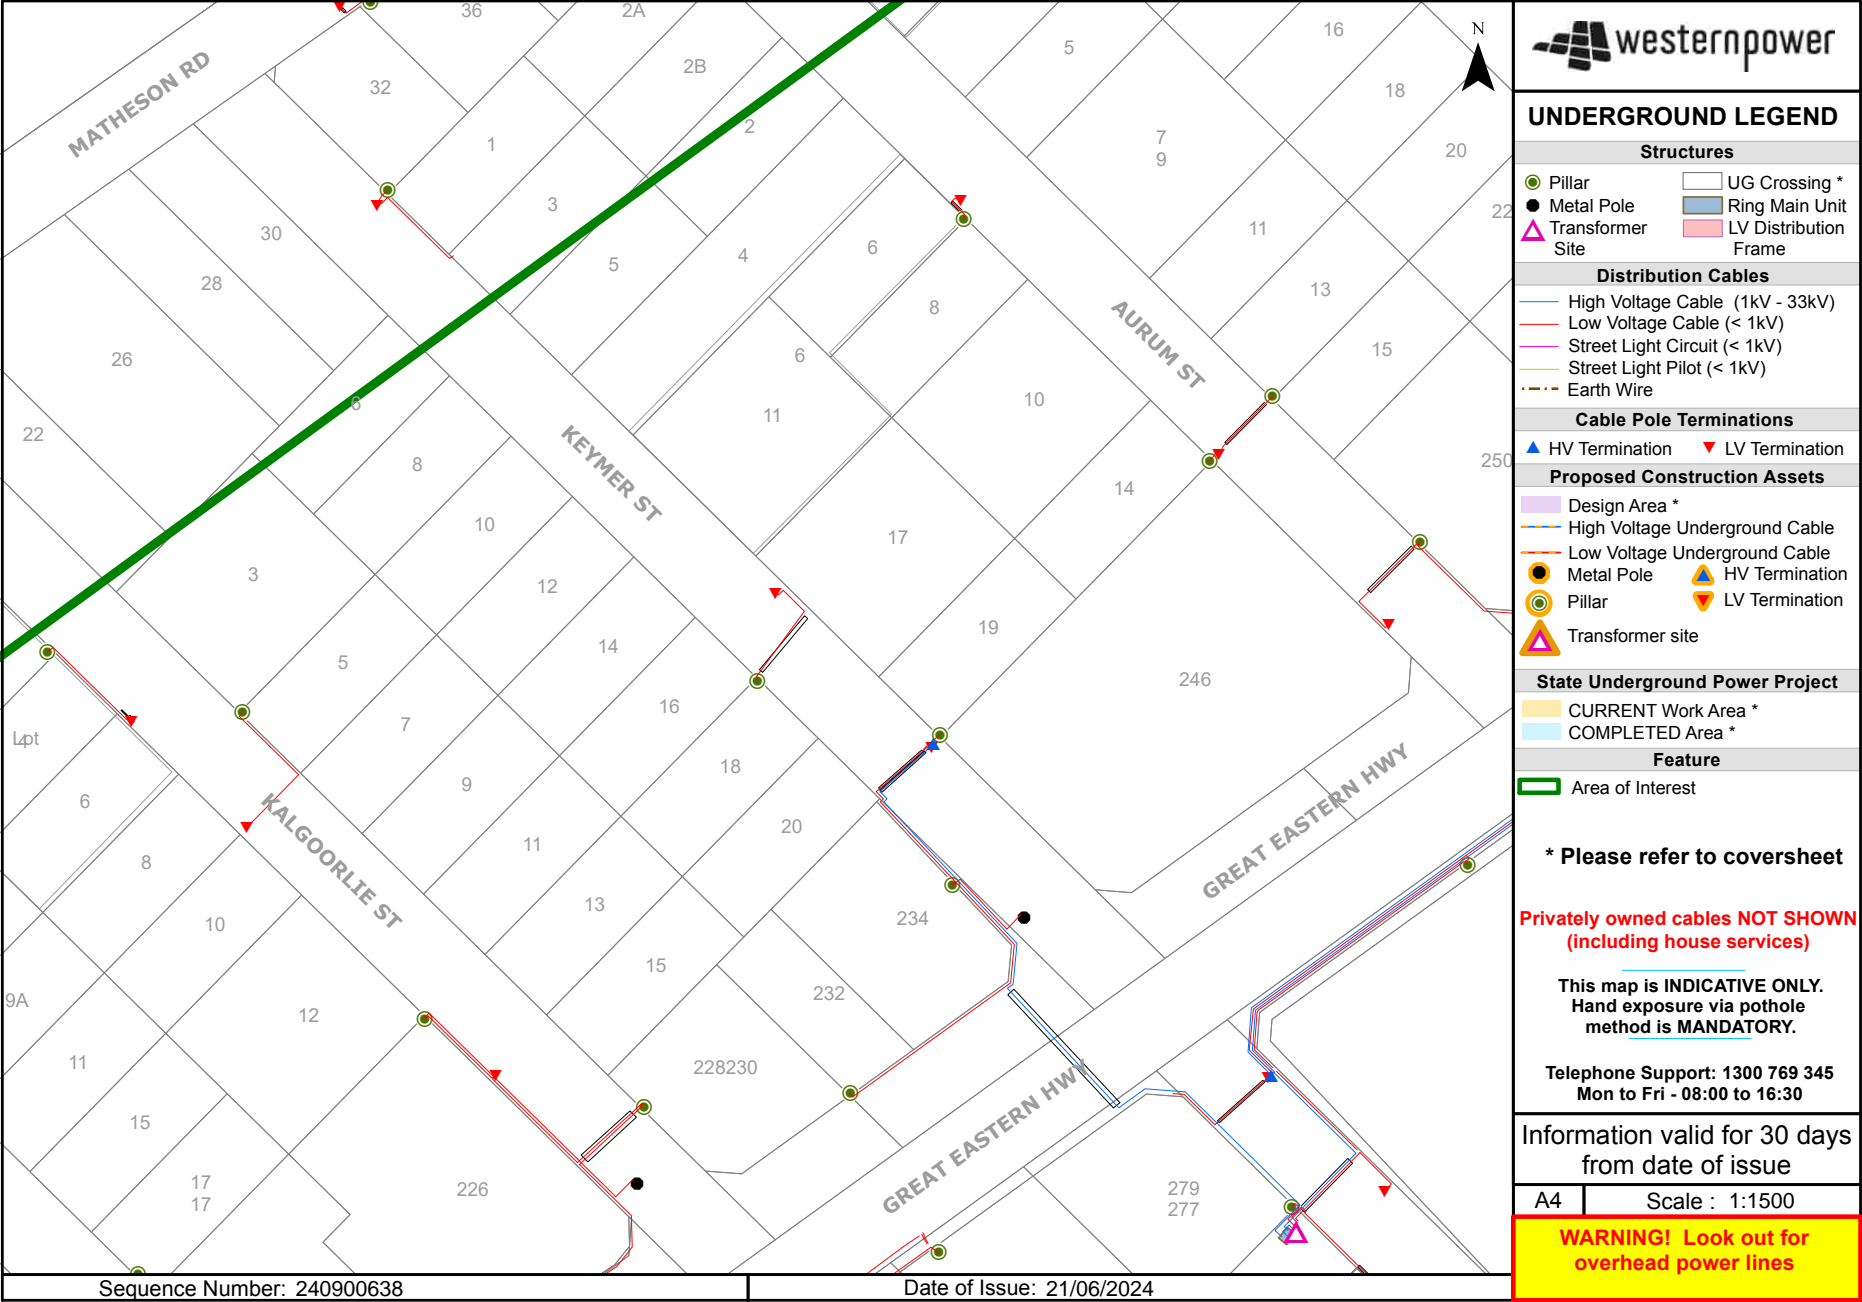 MATHESON RD
36
2A
2B
32
1
2
3
30
28
26
22
5
4
6
8
6
11
6
8
10
12
14
16
18
20
3
5
7
9
11
13
15
17
19
10
14
246
5
7
9
11
13
15
16
18
20
22
250
AURUM ST
KEYMER ST
KALGOORLIE ST
GREAT EASTERN HWY
GREAT EASTERN HWY
Lot
4
6
8
10
12
9A
11
15
17
17
226
228230
232
234
279
277
N
westernpower
UNDERGROUND LEGEND
Structures
Pillar
UG Crossing *
Metal Pole
Ring Main Unit
Transformer
Site
LV Distribution
Frame
Distribution Cables
High Voltage Cable (1kV - 33kV)
Low Voltage Cable (< 1kV)
Street Light Circuit (< 1kV)
Street Light Pilot (< 1kV)
Earth Wire
Cable Pole Terminations
HV Termination
LV Termination
Proposed Construction Assets
Design Area *
High Voltage Underground Cable
Low Voltage Underground Cable
Metal Pole
HV Termination
Pillar
LV Termination
Transformer site
State Underground Power Project
CURRENT Work Area *
COMPLETED Area *
Feature
Area of Interest
* Please refer to coversheet
Privately owned cables NOT SHOWN
(including house services)
This map is INDICATIVE ONLY.
Hand exposure via pothole
method is MANDATORY.
Telephone Support: 1300 769 345
Mon to Fri - 08:00 to 16:30
Information valid for 30 days
from date of issue
A4
Scale : 1:1500
WARNING! Look out for
overhead power lines
Sequence Number: 240900638
Date of Issue: 21/06/2024